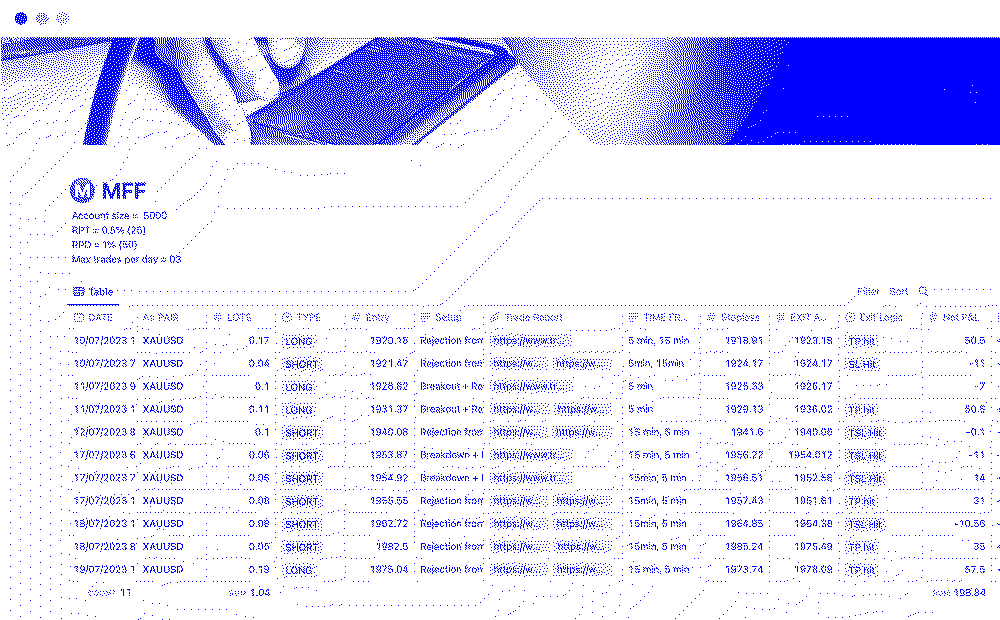 MFF
Account size = 5000
RPT = 0.5% (25)
RPD = 1% (50)
Max trades per day = 03
Table Filter Sort
DATE Aa PAIR # LOTS TYPE # Entry Setup Trade Report TIME FR... # Stoploss # EXIT A... Exit Logic # Net P&L
10/07/2023 1 XAUUSD 0.17 LONG 1920.18 Rejection from https://www.tr... 5 min, 15 min 1918.91 1923.18 TP hit 50.5
10/07/2023 7 XAUUSD 0.04 SHORT 1921.47 Rejection from https://w... https://w... 5min, 15min 1924.17 1924.17 SL Hit -11
11/07/2023 9 XAUUSD 0.1 LONG 1926.82 Breakout + Re https://www.tr... 5 min 1925.33 1926.17 -7
11/07/2023 1 XAUUSD 0.11 LONG 1931.37 Breakout + Re https://w... https://w... 5 min 1929.13 1936.02 TP hit 50.8
12/07/2023 8 XAUUSD 0.1 SHORT 1940.06 Rejection from https://w... https://w... 15 min, 5 min 1941.6 1940.06 TSL Hit -0.1
17/07/2023 6 XAUUSD 0.06 SHORT 1953.87 Breakdown + I https://www.tr... 15 min, 5 min 1956.22 1954.012 TSL Hit -11
17/07/2023 7 XAUUSD 0.06 SHORT 1954.92 Breakdown + I https://w... https://w... 15min, 5 min 1956.51 1952.56 TSL Hit 14
17/07/2023 1 XAUUSD 0.08 SHORT 1955.55 Rejection from https://w... https://w... 15min, 5 min 1957.43 1951.61 TP hit 31
18/07/2023 1 XAUUSD 0.08 SHORT 1962.72 Rejection from https://w... https://w... 15min, 5 min 1964.85 1964.38 TSL Hit -10.56
18/07/2023 8 XAUUSD 0.05 SHORT 1982.5 Rejection from https://w... https://w... 15min, 5 min 1985.24 1975.49 TP hit 35
19/07/2023 1 XAUUSD 0.19 LONG 1975.04 Rejection from https://w... https://w... 15 min, 5 min 1973.74 1978.09 TP hit 57.5
COUNT 11 SUM 1.04 SUM 198.84